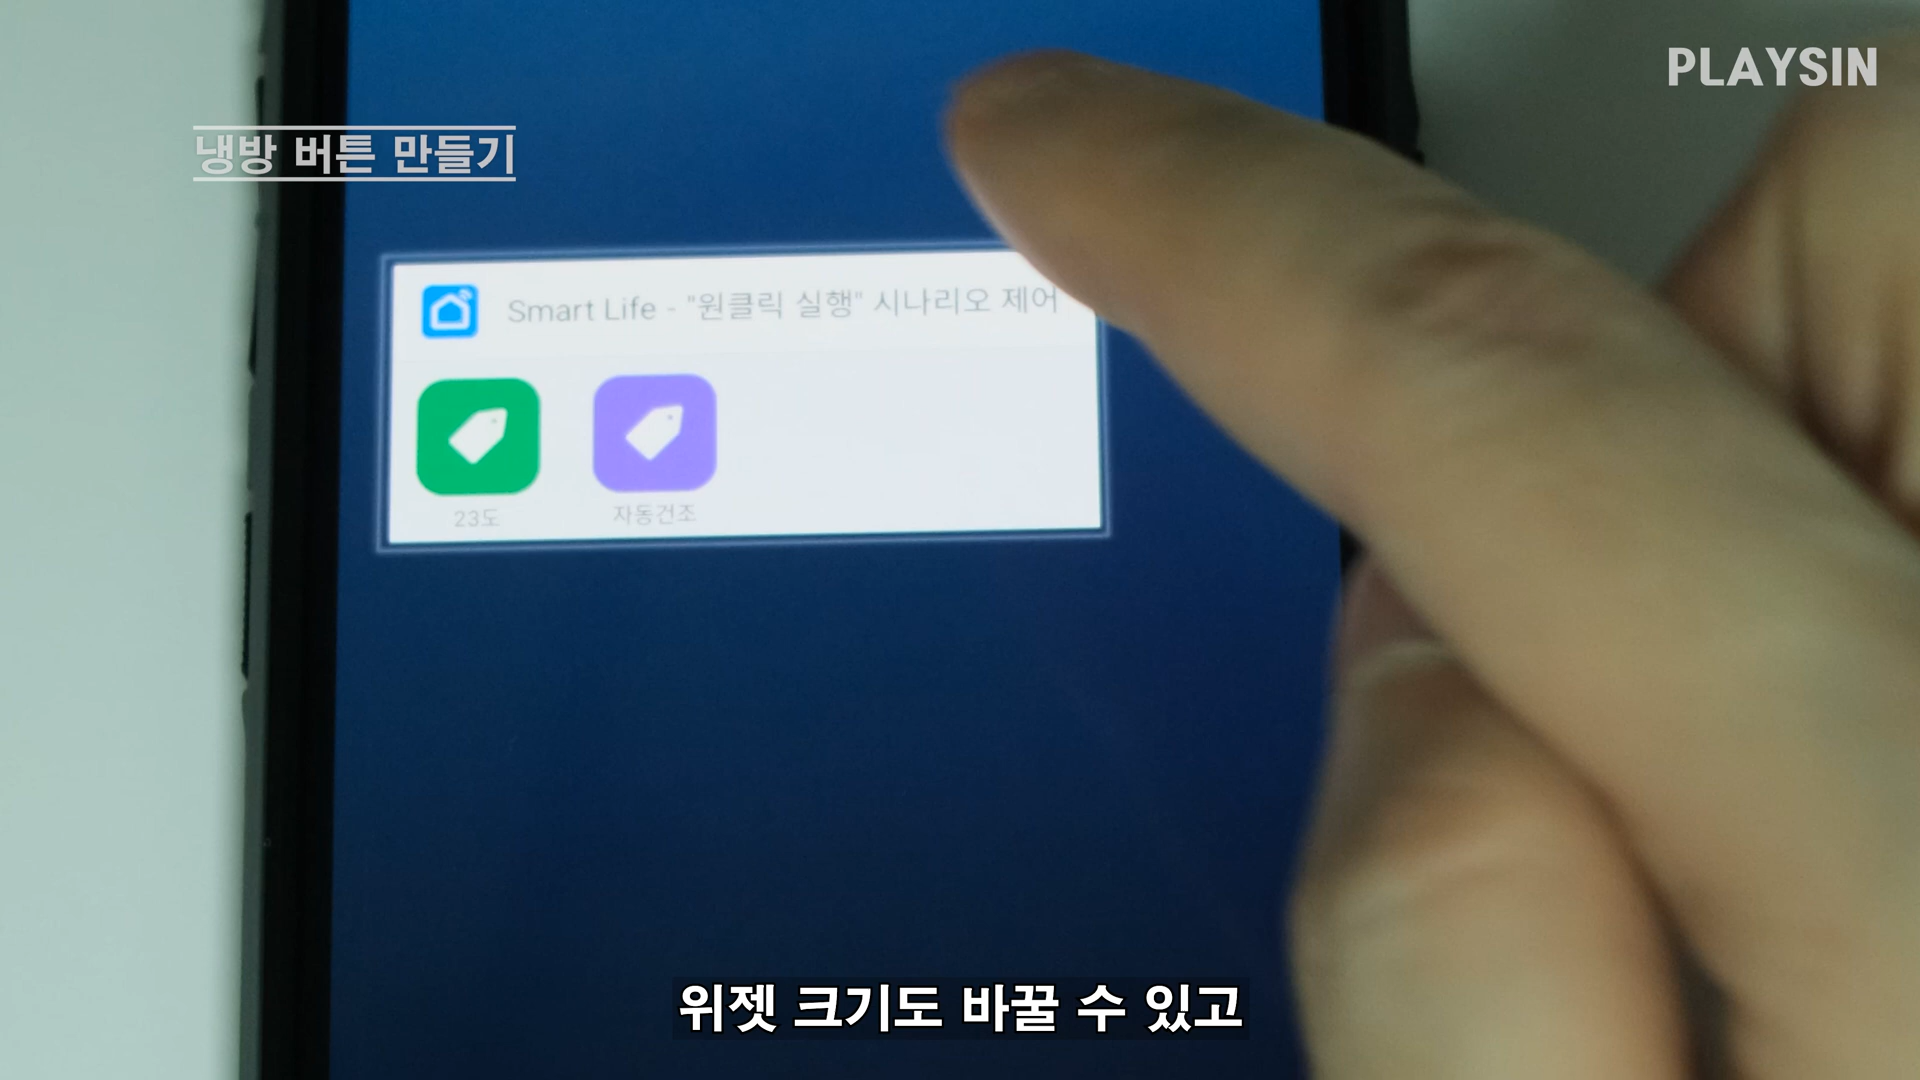 PLAYSIN
냉방 버튼 만들기
Smart Life - "원클릭 실행" 시나리오 제어
23도
자동건조
위젯 크기도 바꿀 수 있고